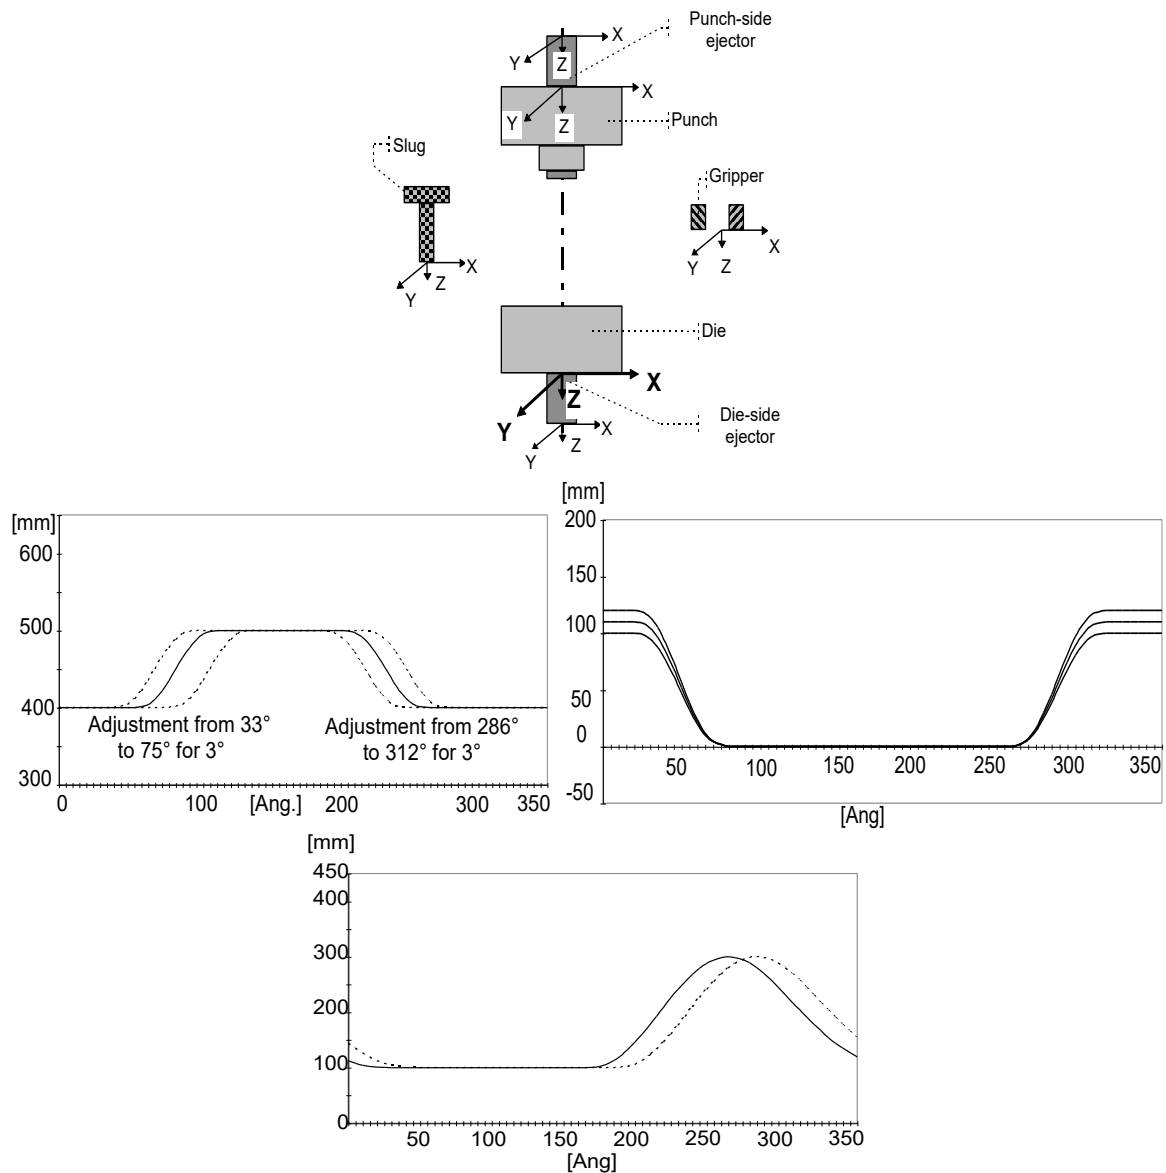 Punch-side
ejector
X
Y
Z
X
Y
Z
Punch
Slug
Gripper
X
Y
Z
X
Z
Y
Die
X
Z
Y
Die-side
ejector
X
Z
Y
[mm]
600
500
400
300
Adjustment from 33°
to 75° for 3°
Adjustment from 286°
to 312° for 3°
0
100
[Ang.]
200
300
350
[mm]
200
150
100
50
0
-50
50
100
150
200
250
300
350
[Ang]
[mm]
450
400
300
200
100
0
50
100
150
200
250
300
350
[Ang]